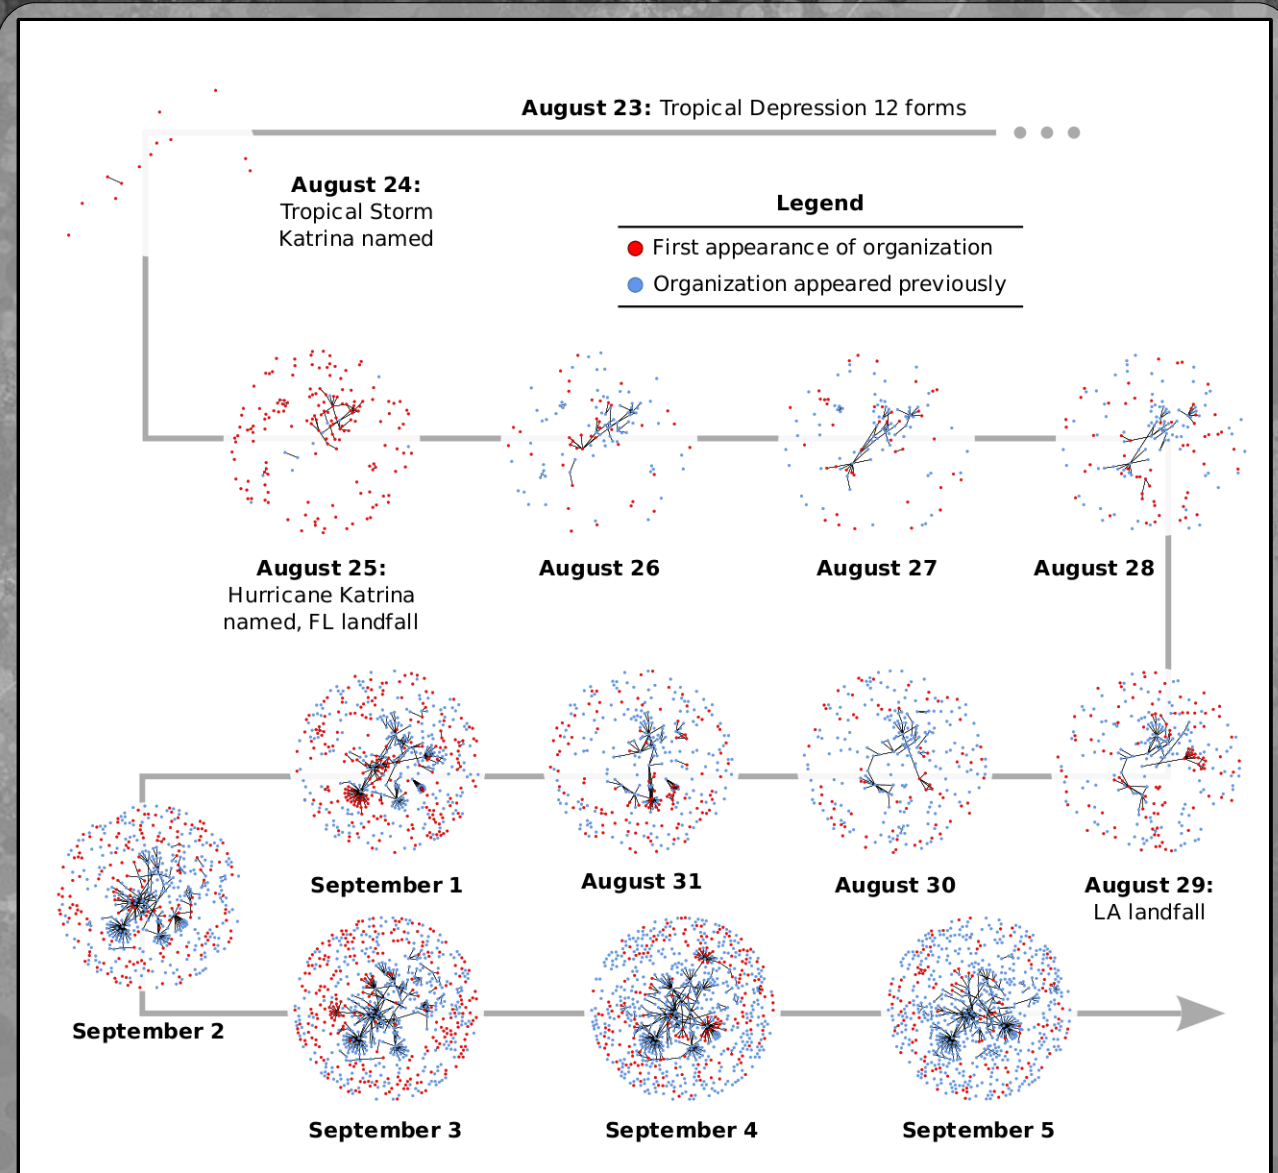 August 23: Tropical Depression 12 forms
August 24:
Tropical Storm
Katrina named
Legend
First appearance of organization
Organization appeared previously
August 25:
Hurricane Katrina
named, FL landfall
August 26
August 27
August 28
September 1
August 31
August 30
August 29:
LA landfall
September 2
September 3
September 4
September 5